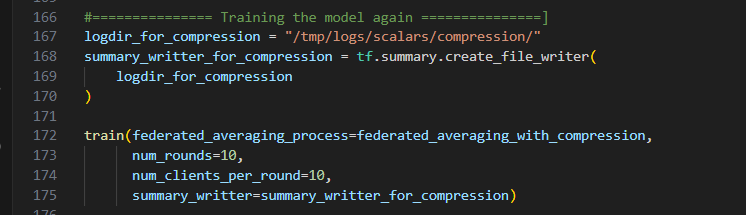 166 #=============== Training the model again ===============]
167 logdir_for_compression = "/tmp/logs/scalars/compression/"
168 summary_writter_for_compression = tf.summary.create_file_writer(
169     logdir_for_compression
170 )
171
172 train(federated_averaging_process=federated_averaging_with_compression,
173       num_rounds=10,
174       num_clients_per_round=10,
175       summary_writter=summary_writter_for_compression)